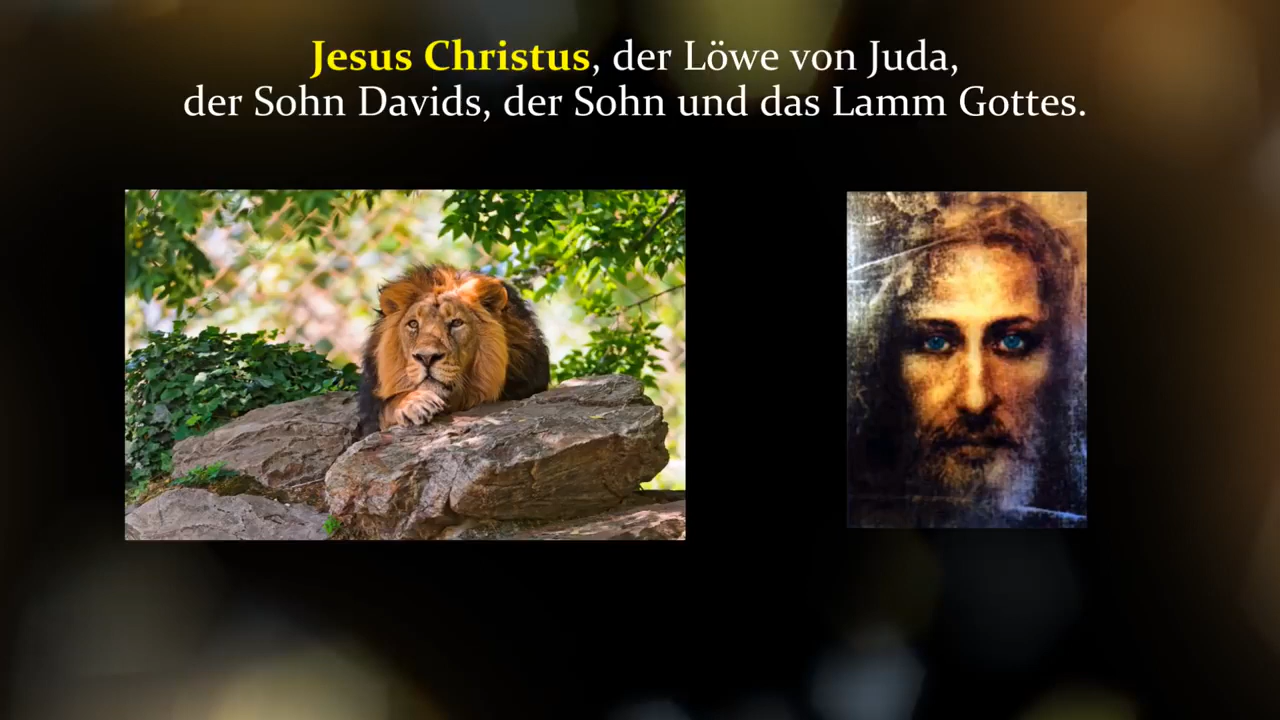 Jesus Christus, der Löwe von Juda,
der Sohn Davids, der Sohn und das Lamm Gottes.